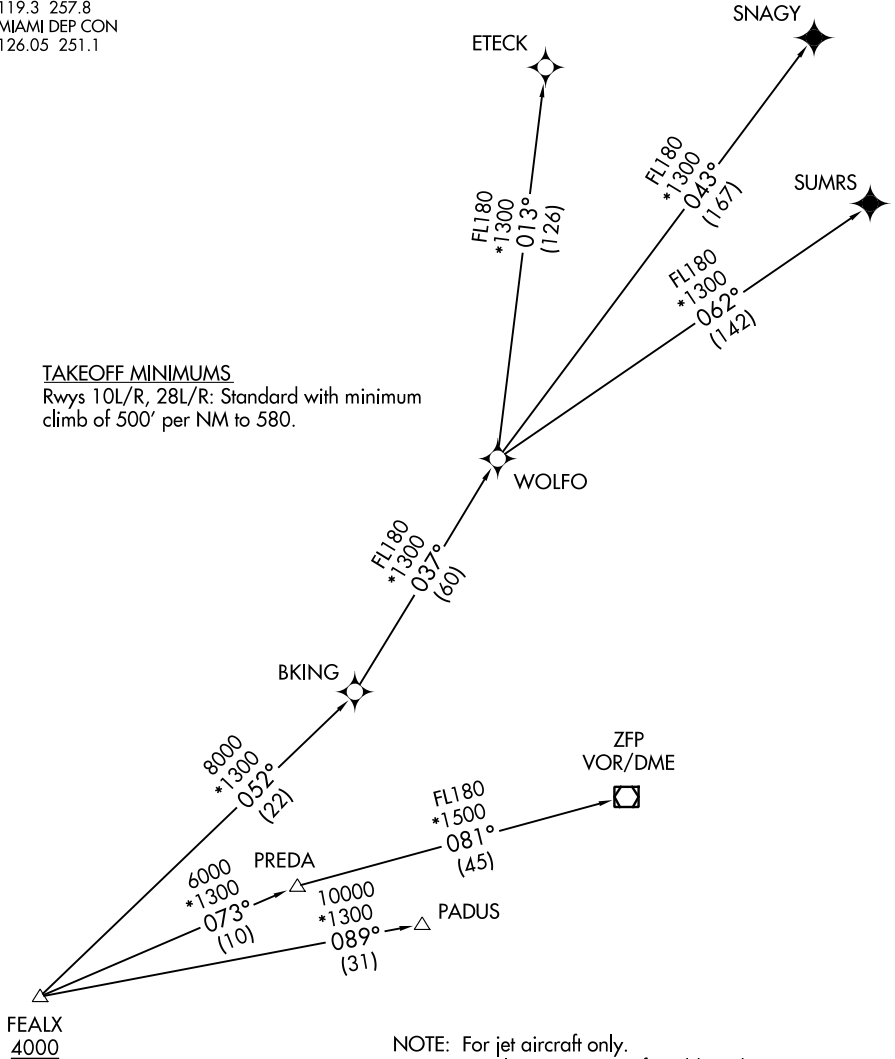 119.3 257.8
MIAMI DEP CON
126.05 251.1
SNAGY
ETECK
FL180
*1300
043°
(167)
SUMRS
FL180
*1300
013°
(126)
FL180
*1300
062°
(142)
TAKEOFF MINIMUMS
Rwys 10L/R, 28L/R: Standard with minimum
climb of 500' per NM to 580.
WOLFO
FL180
*1300
037°
(60)
BKING
8000
*1300
052°
(22)
ZFP
VOR/DME
FL180
*1500
081°
(45)
PREDA
6000
*1300
073°
(10)
10000
*1300
089°
(31)
PADUS
FEALX
4000
NOTE: For jet aircraft only.